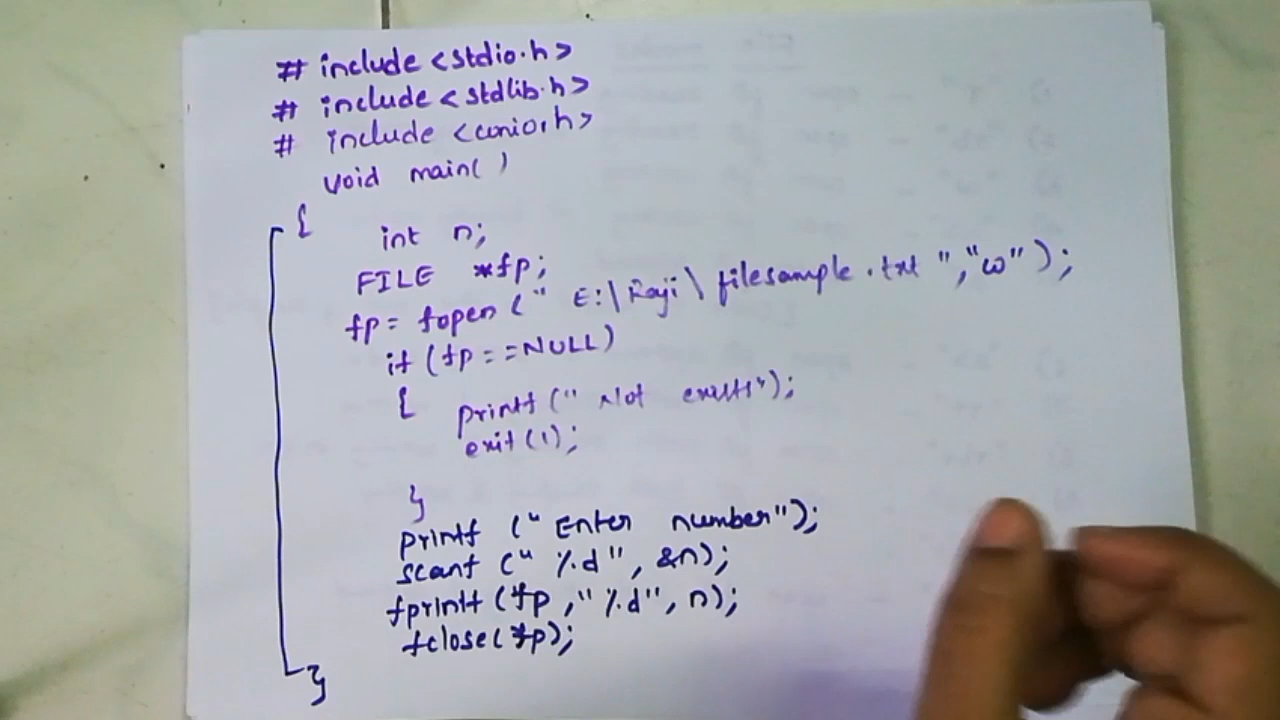 # include <stdio.h>
# include <stdlib.h>
# include <conio.h>
void main( )
{
int n;
FILE *fp;
fp = fopen (" E:\Raji\ filesample.txt ","w");
if (fp==NULL)
{ printf (" Not exists");
exit (1);
}
printf (" Enter number");
scanf (" %d", &n);
fprintf (fp ," %d", n);
fclose(fp);
}